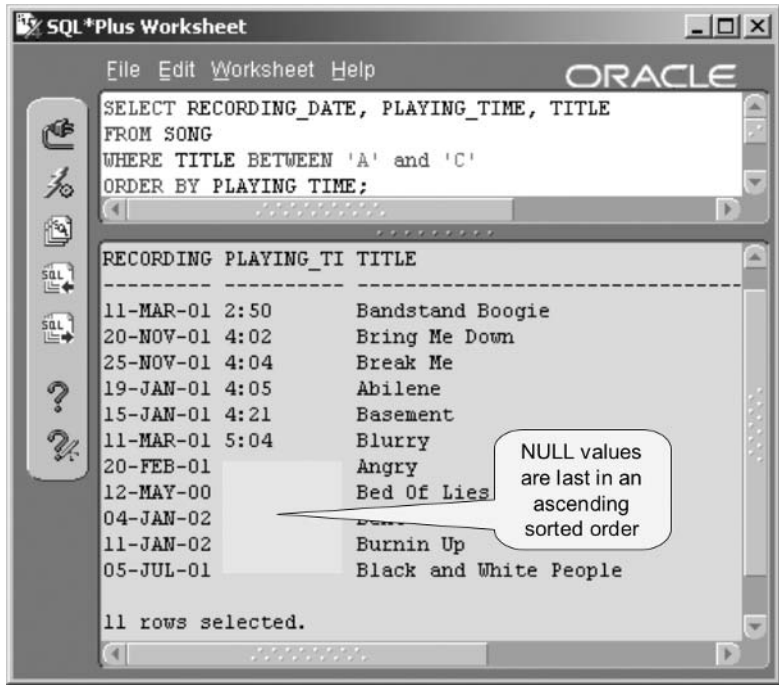 SQL*Plus Worksheet
File Edit Worksheet Help
ORACLE
SELECT RECORDING_DATE, PLAYING_TIME, TITLE
FROM SONG
WHERE TITLE BETWEEN 'A' and 'C'
ORDER BY PLAYING TIME;
RECORDING PLAYING_TI TITLE
--------- ---------- ------------------------------
11-MAR-01 2:50 Bandstand Boogie
20-NOV-01 4:02 Bring Me Down
25-NOV-01 4:04 Break Me
19-JAN-01 4:05 Abilene
15-JAN-01 4:21 Basement
11-MAR-01 5:04 Blurry
20-FEB-01 Angry
12-MAY-00 Bed Of Lies
04-JAN-02
11-JAN-02 Burnin Up
05-JUL-01 Black and White People
11 rows selected.
NULL values
are last in an
ascending
sorted order
SQL
SQL